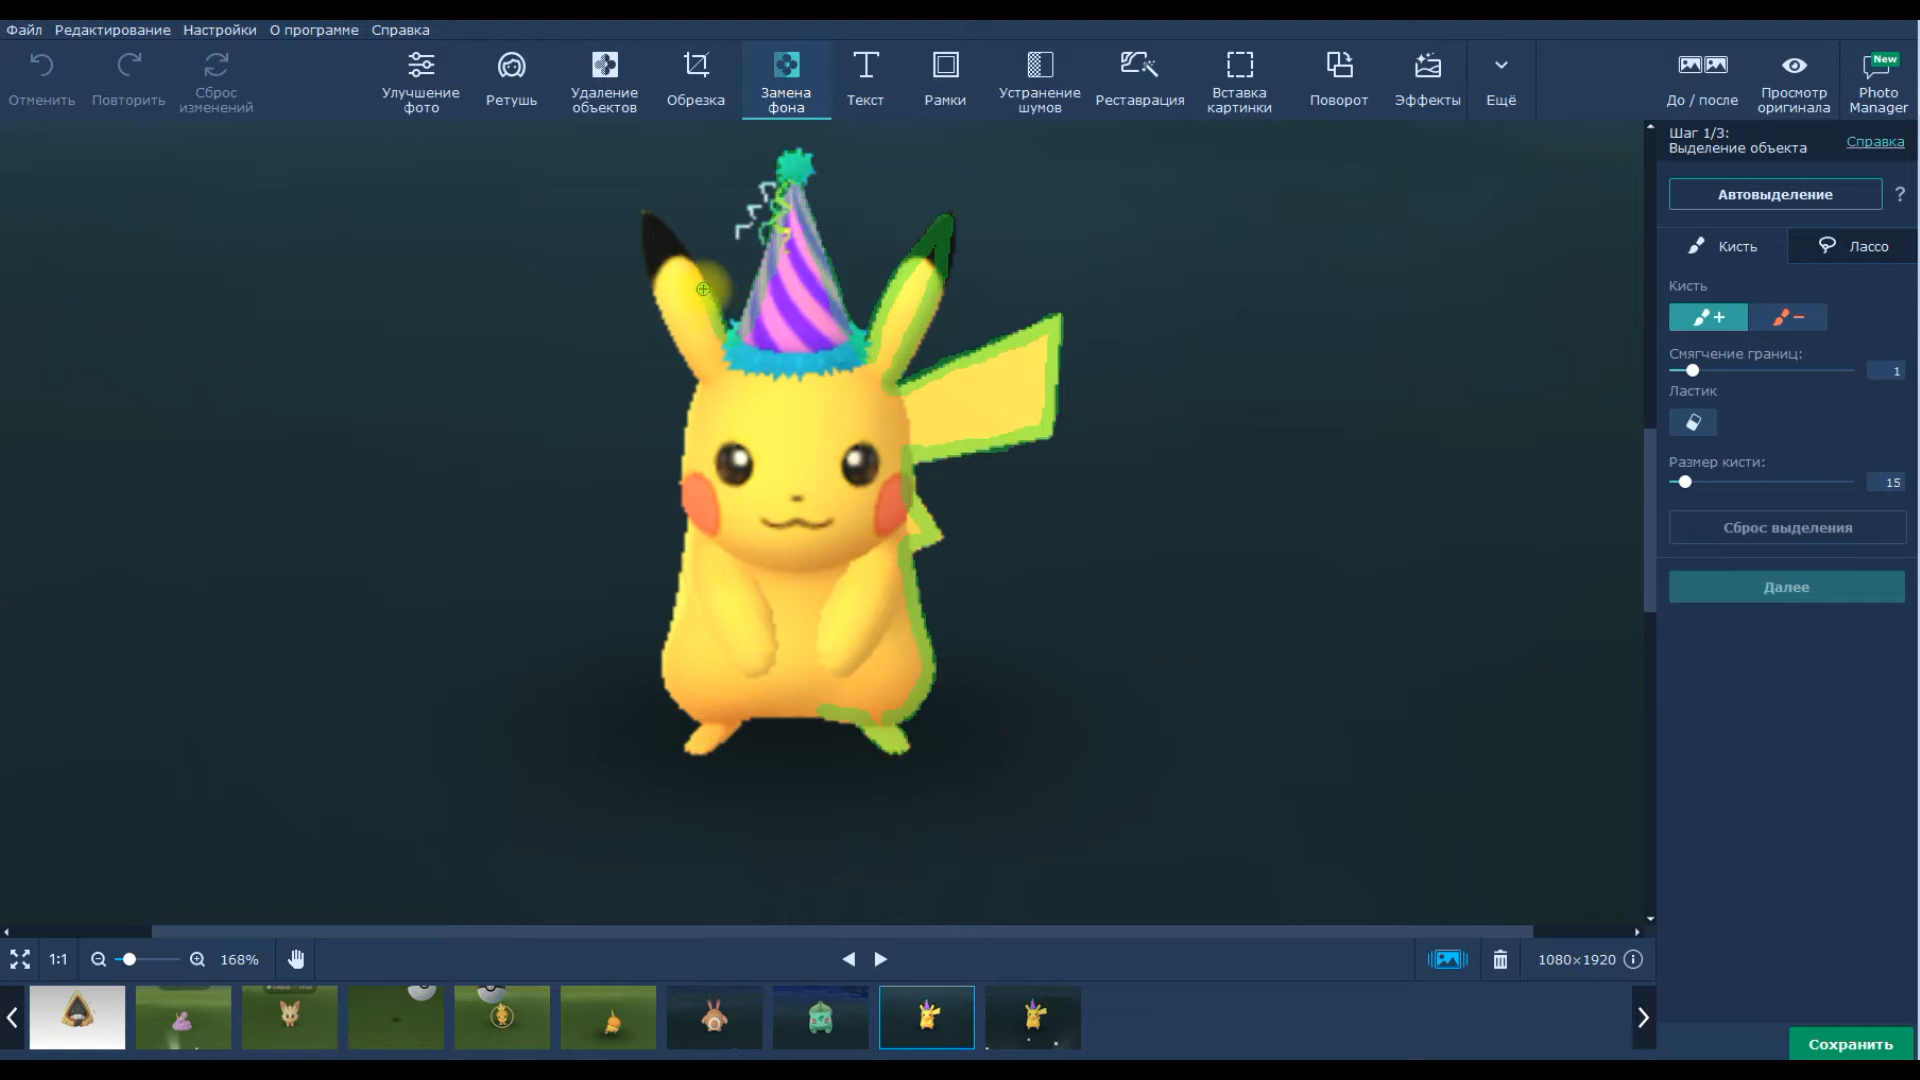 Файл Редактирование Настройки О программе Справка
Отменить
Повторить
Сброс
изменений
Улучшение
фото
Ретушь
Удаление
объектов
Обрезка
Замена
фона
Текст
Рамки
Устранение
шумов
Реставрация
Вставка
картинки
Поворот
Эффекты
Ещё
До / после
Просмотр
оригинала
New
Photo
Manager
Шаг 1/3:
Выделение объекта
Справка
Автовыделение ?
Кисть Лассо
Кисть
Смягчение границ:
1
Ластик
Размер кисти:
15
Сброс выделения
Далее
1:1 168% 1080×1920
Сохранить